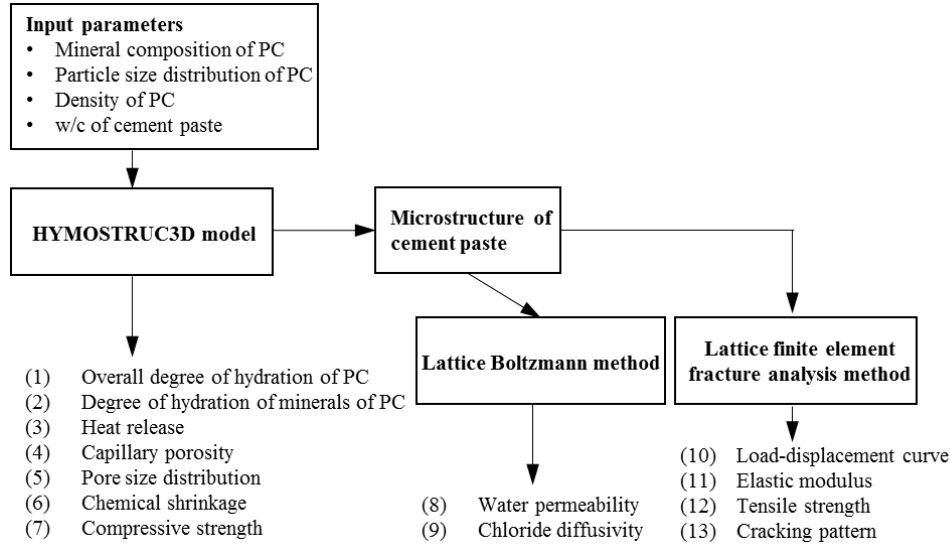 Input parameters
• Mineral composition of PC
• Particle size distribution of PC
• Density of PC
• w/c of cement paste
HYMOSTRUC3D model
Microstructure of
cement paste
Lattice Boltzmann method
Lattice finite element
fracture analysis method
(1) Overall degree of hydration of PC
(2) Degree of hydration of minerals of PC
(3) Heat release
(4) Capillary porosity
(5) Pore size distribution
(6) Chemical shrinkage
(7) Compressive strength
(8) Water permeability
(9) Chloride diffusivity
(10) Load-displacement curve
(11) Elastic modulus
(12) Tensile strength
(13) Cracking pattern